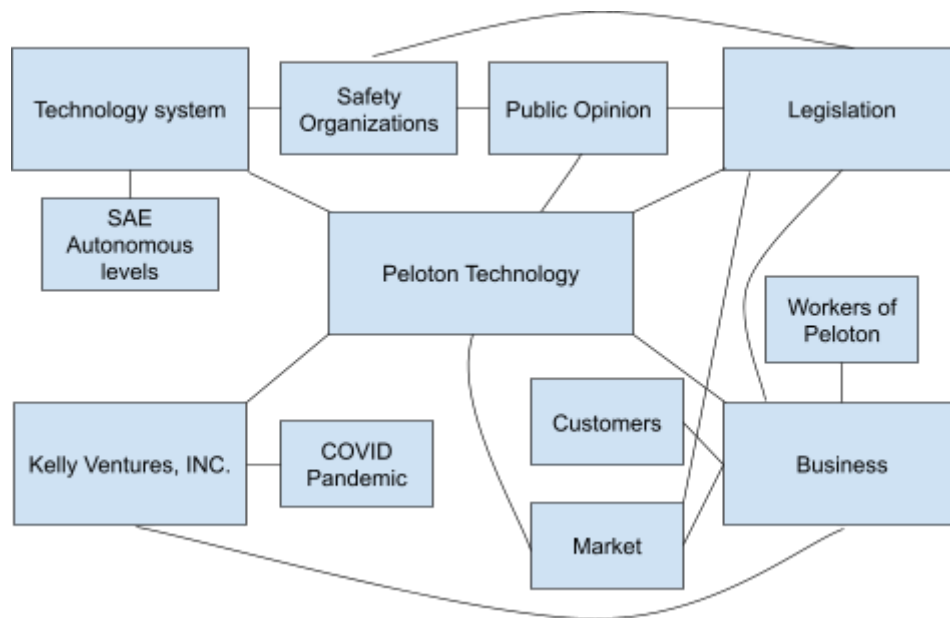 Technology system
Safety
Organizations
Public Opinion
Legislation
SAE
Autonomous
levels
Peloton Technology
Workers of
Peloton
Customers
Kelly Ventures, INC.
COVID
Pandemic
Business
Market